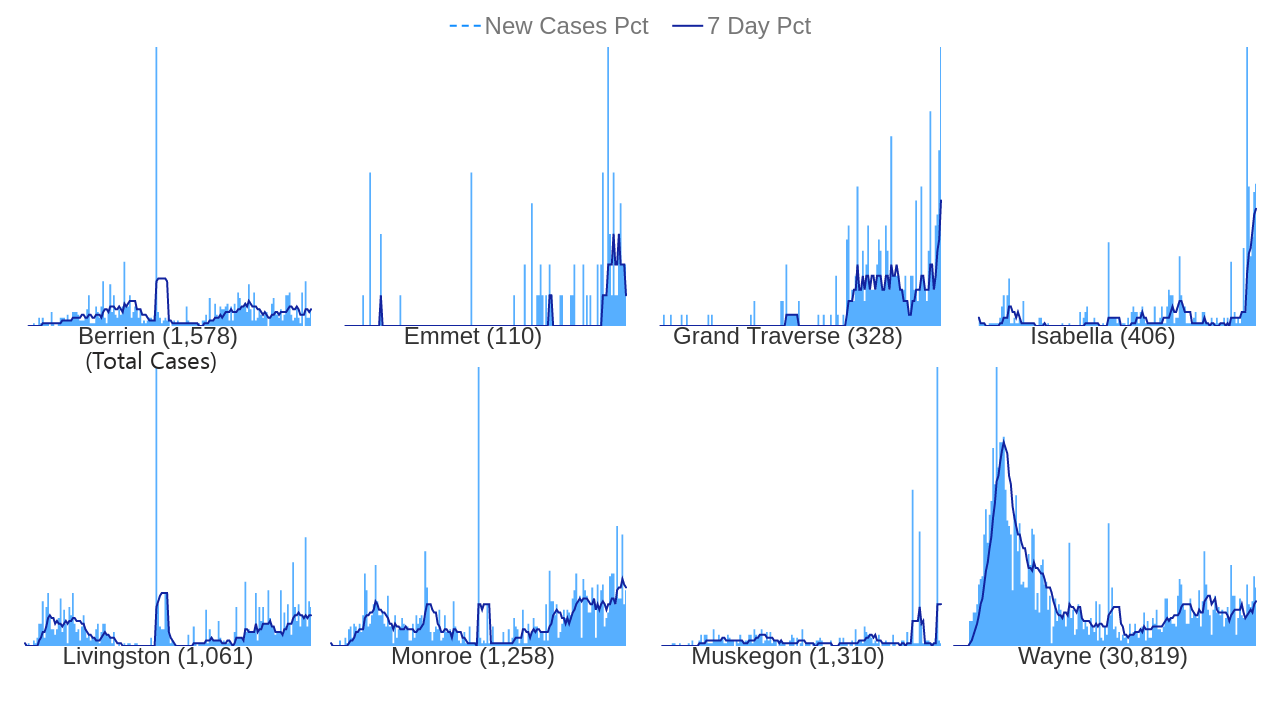 New Cases Pct 7 Day Pct
Berrien (1,578) Emmet (110) Grand Traverse (328) Isabella (406)
(Total Cases)
Livingston (1,061) Monroe (1,258) Muskegon (1,310) Wayne (30,819)